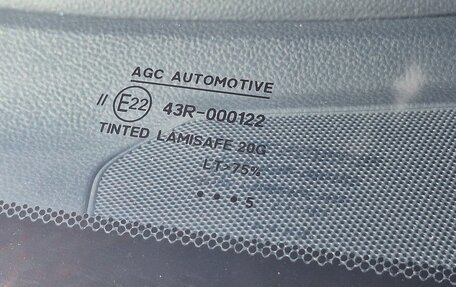 AGC AUTOMOTIVE
// E22 43R-000122
TINTED LAMISAFE 20G
LT>75%
• • • 5